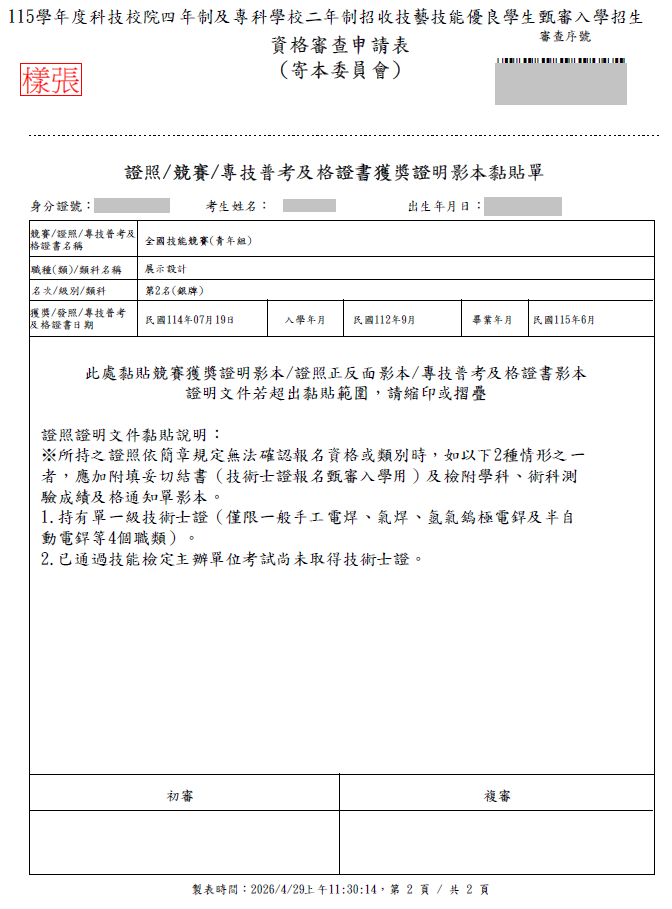 115學年度科技校院四年制及專科學校二年制招收技藝技能優良學生甄審入學招生
審查序號
資格審查申請表
(寄本委員會)
樣張
證照/競賽/專技普考及格證書獲獎證明影本黏貼單
身分證號：
考生姓名：
出生年月日：
競賽/證照/專技普考及
格證書名稱
全國技能競賽(青年組)
職種(類)/類科名稱
展示設計
名次/級別/類科
第2名(銀牌)
獲獎/發照/專技普考
及格證書日期
民國114年07月19日
入學年月
民國112年9月
畢業年月
民國115年6月
此處黏貼競賽獲獎證明影本/證照正反面影本/專技普考及格證書影本
證明文件若超出黏貼範圍，請縮印或摺疊
證照證明文件黏貼說明：
※所持之證照依簡章規定無法確認報名資格或類別時，如以下2種情形之一
者，應加附填妥切結書（技術士證報名甄審入學用）及檢附學科、術科測
驗成績及格通知單影本。
1.持有單一級技術士證（僅限一般手工電焊、氣焊、氬氣鎢極電銲及半自
動電銲等4個職類）。
2.已通過技能檢定主辦單位考試尚未取得技術士證。
初審
複審
製表時間：2026/4/29上午11:30:14，第 2 頁 / 共 2 頁